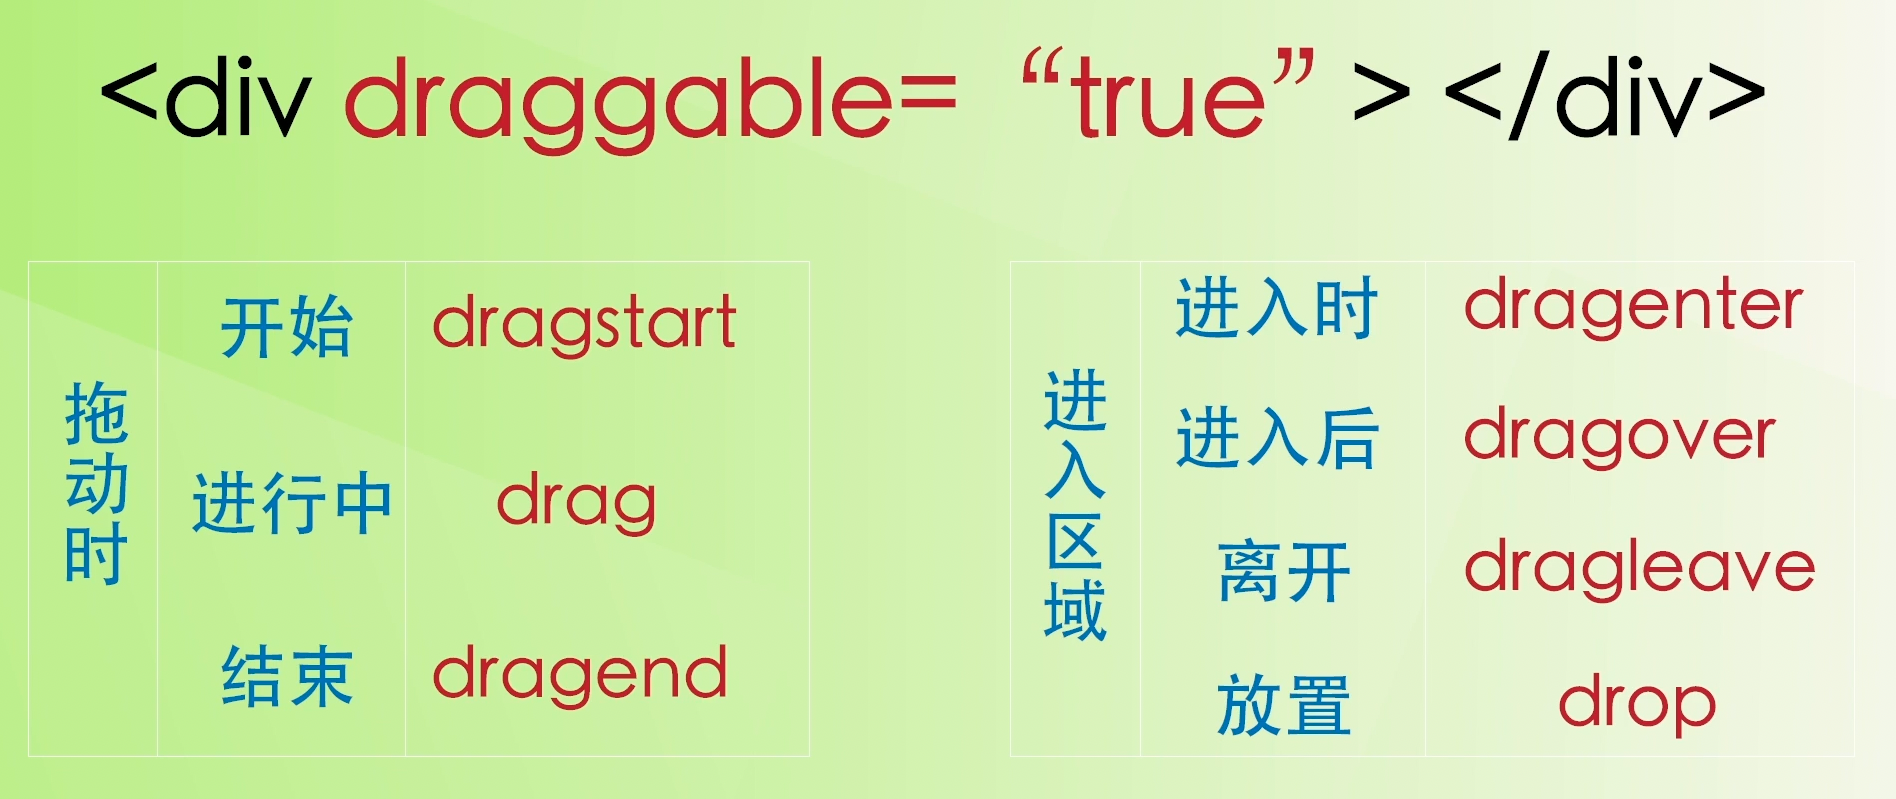 <div draggable= “true” > </div>
拖动时
开始 dragstart
进行中 drag
结束 dragend
进入区域
进入时 dragenter
进入后 dragover
离开 dragleave
放置 drop